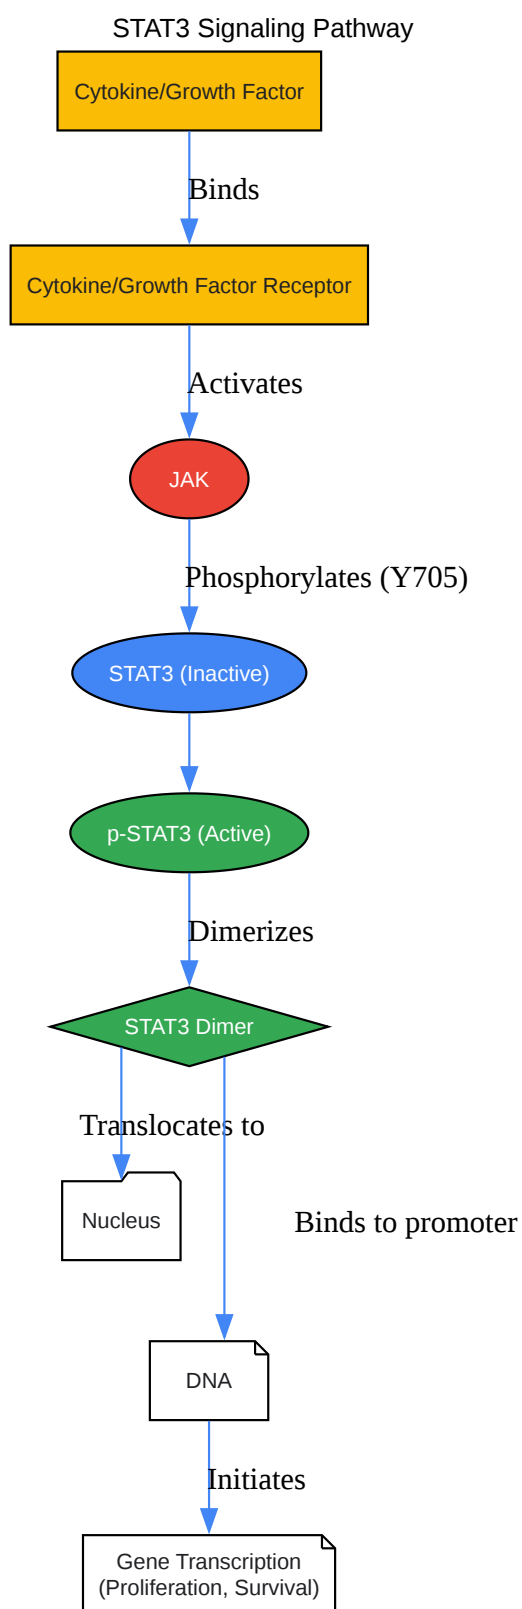 STAT3 Signaling Pathway
Cytokine/Growth Factor
Binds
Cytokine/Growth Factor Receptor
Activates
JAK
Phosphorylates (Y705)
STAT3 (Inactive)
p-STAT3 (Active)
Dimerizes
STAT3 Dimer
Translocates to
Nucleus
Binds to promoter
DNA
Initiates
Gene Transcription
(Proliferation, Survival)